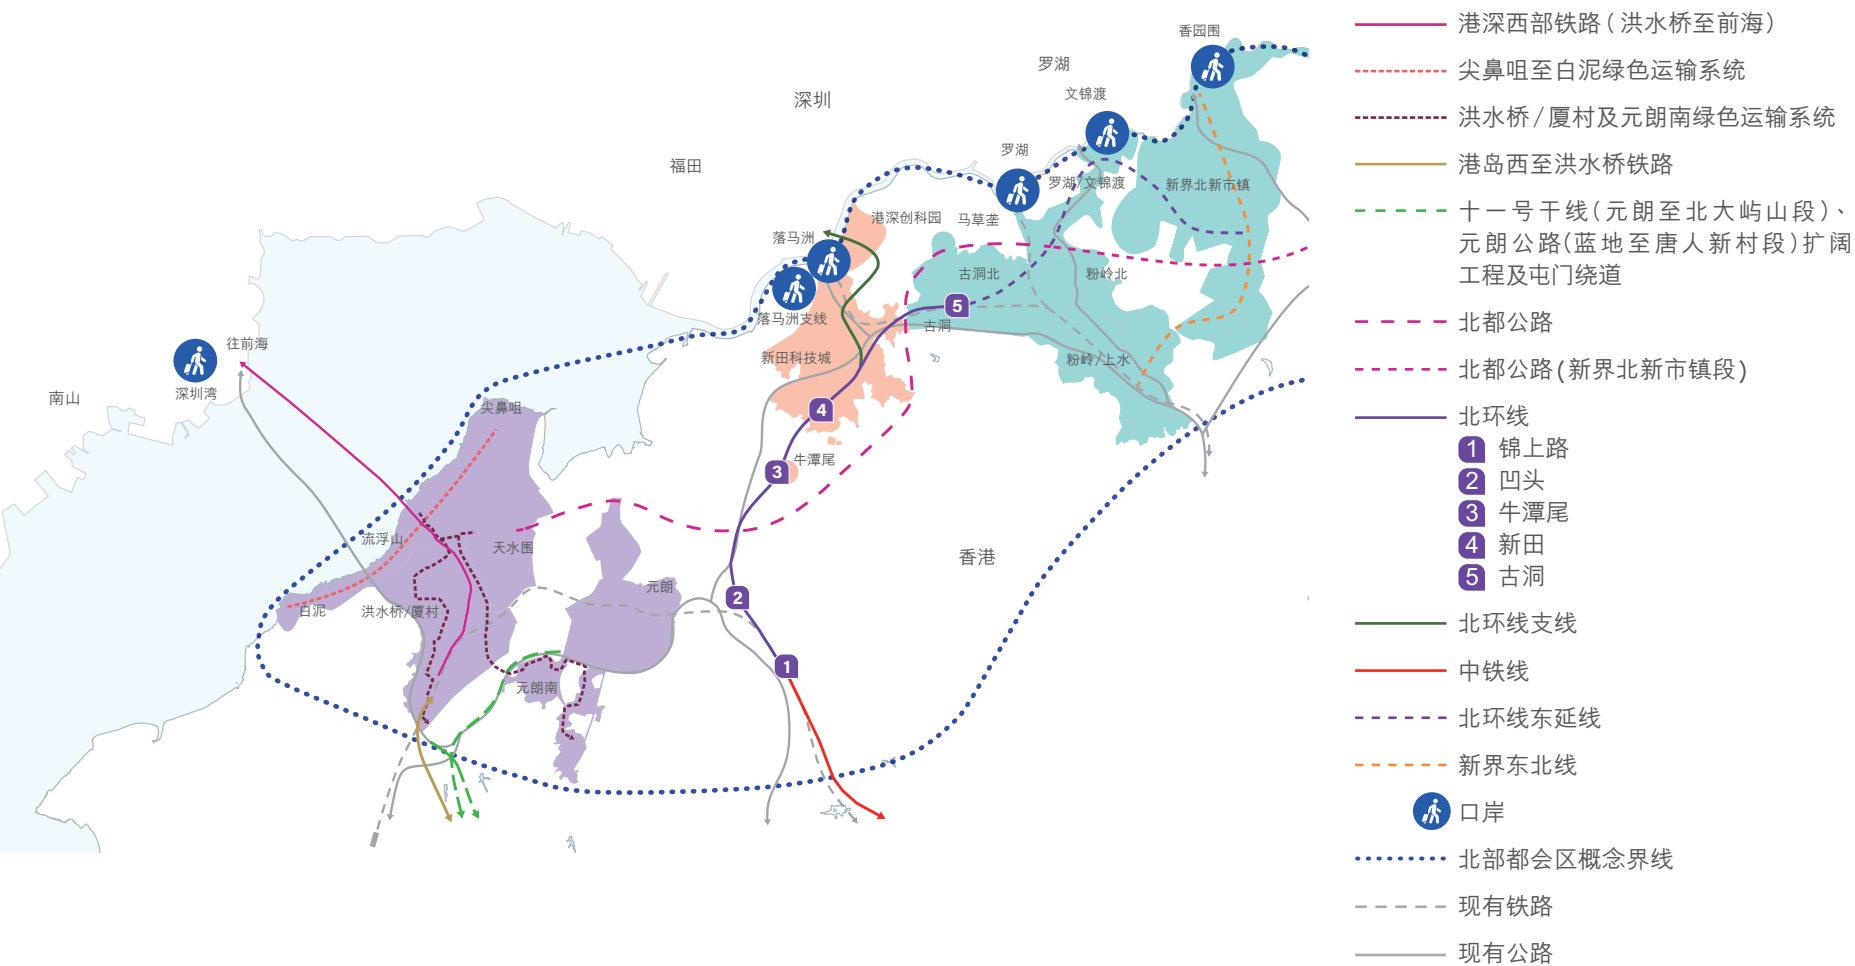 香园围
罗湖
文锦渡
深圳
罗湖
福田
罗湖/文锦渡
新界北新市镇
港深创科园
马草垄
落马洲
古洞北
粉岭北
落马洲支线
古洞
往前海
新田科技城
粉岭/上水
深圳湾
南山
尖鼻咀
5
4
牛潭尾
3
流浮山
天水围
香港
元朗
2
白泥
洪水桥/厦村
1
元朗南
港深西部铁路(洪水桥至前海)
尖鼻咀至白泥绿色运输系统
洪水桥/厦村及元朗南绿色运输系统
港岛西至洪水桥铁路
十一号干线(元朗至北大屿山段)、
元朗公路(蓝地至唐人新村段)扩阔
工程及屯门绕道
北都公路
北都公路(新界北新市镇段)
北环线
1 锦上路
2 凹头
3 牛潭尾
4 新田
5 古洞
北环线支线
中铁线
北环线东延线
新界东北线
口岸
北部都会区概念界线
现有铁路
现有公路